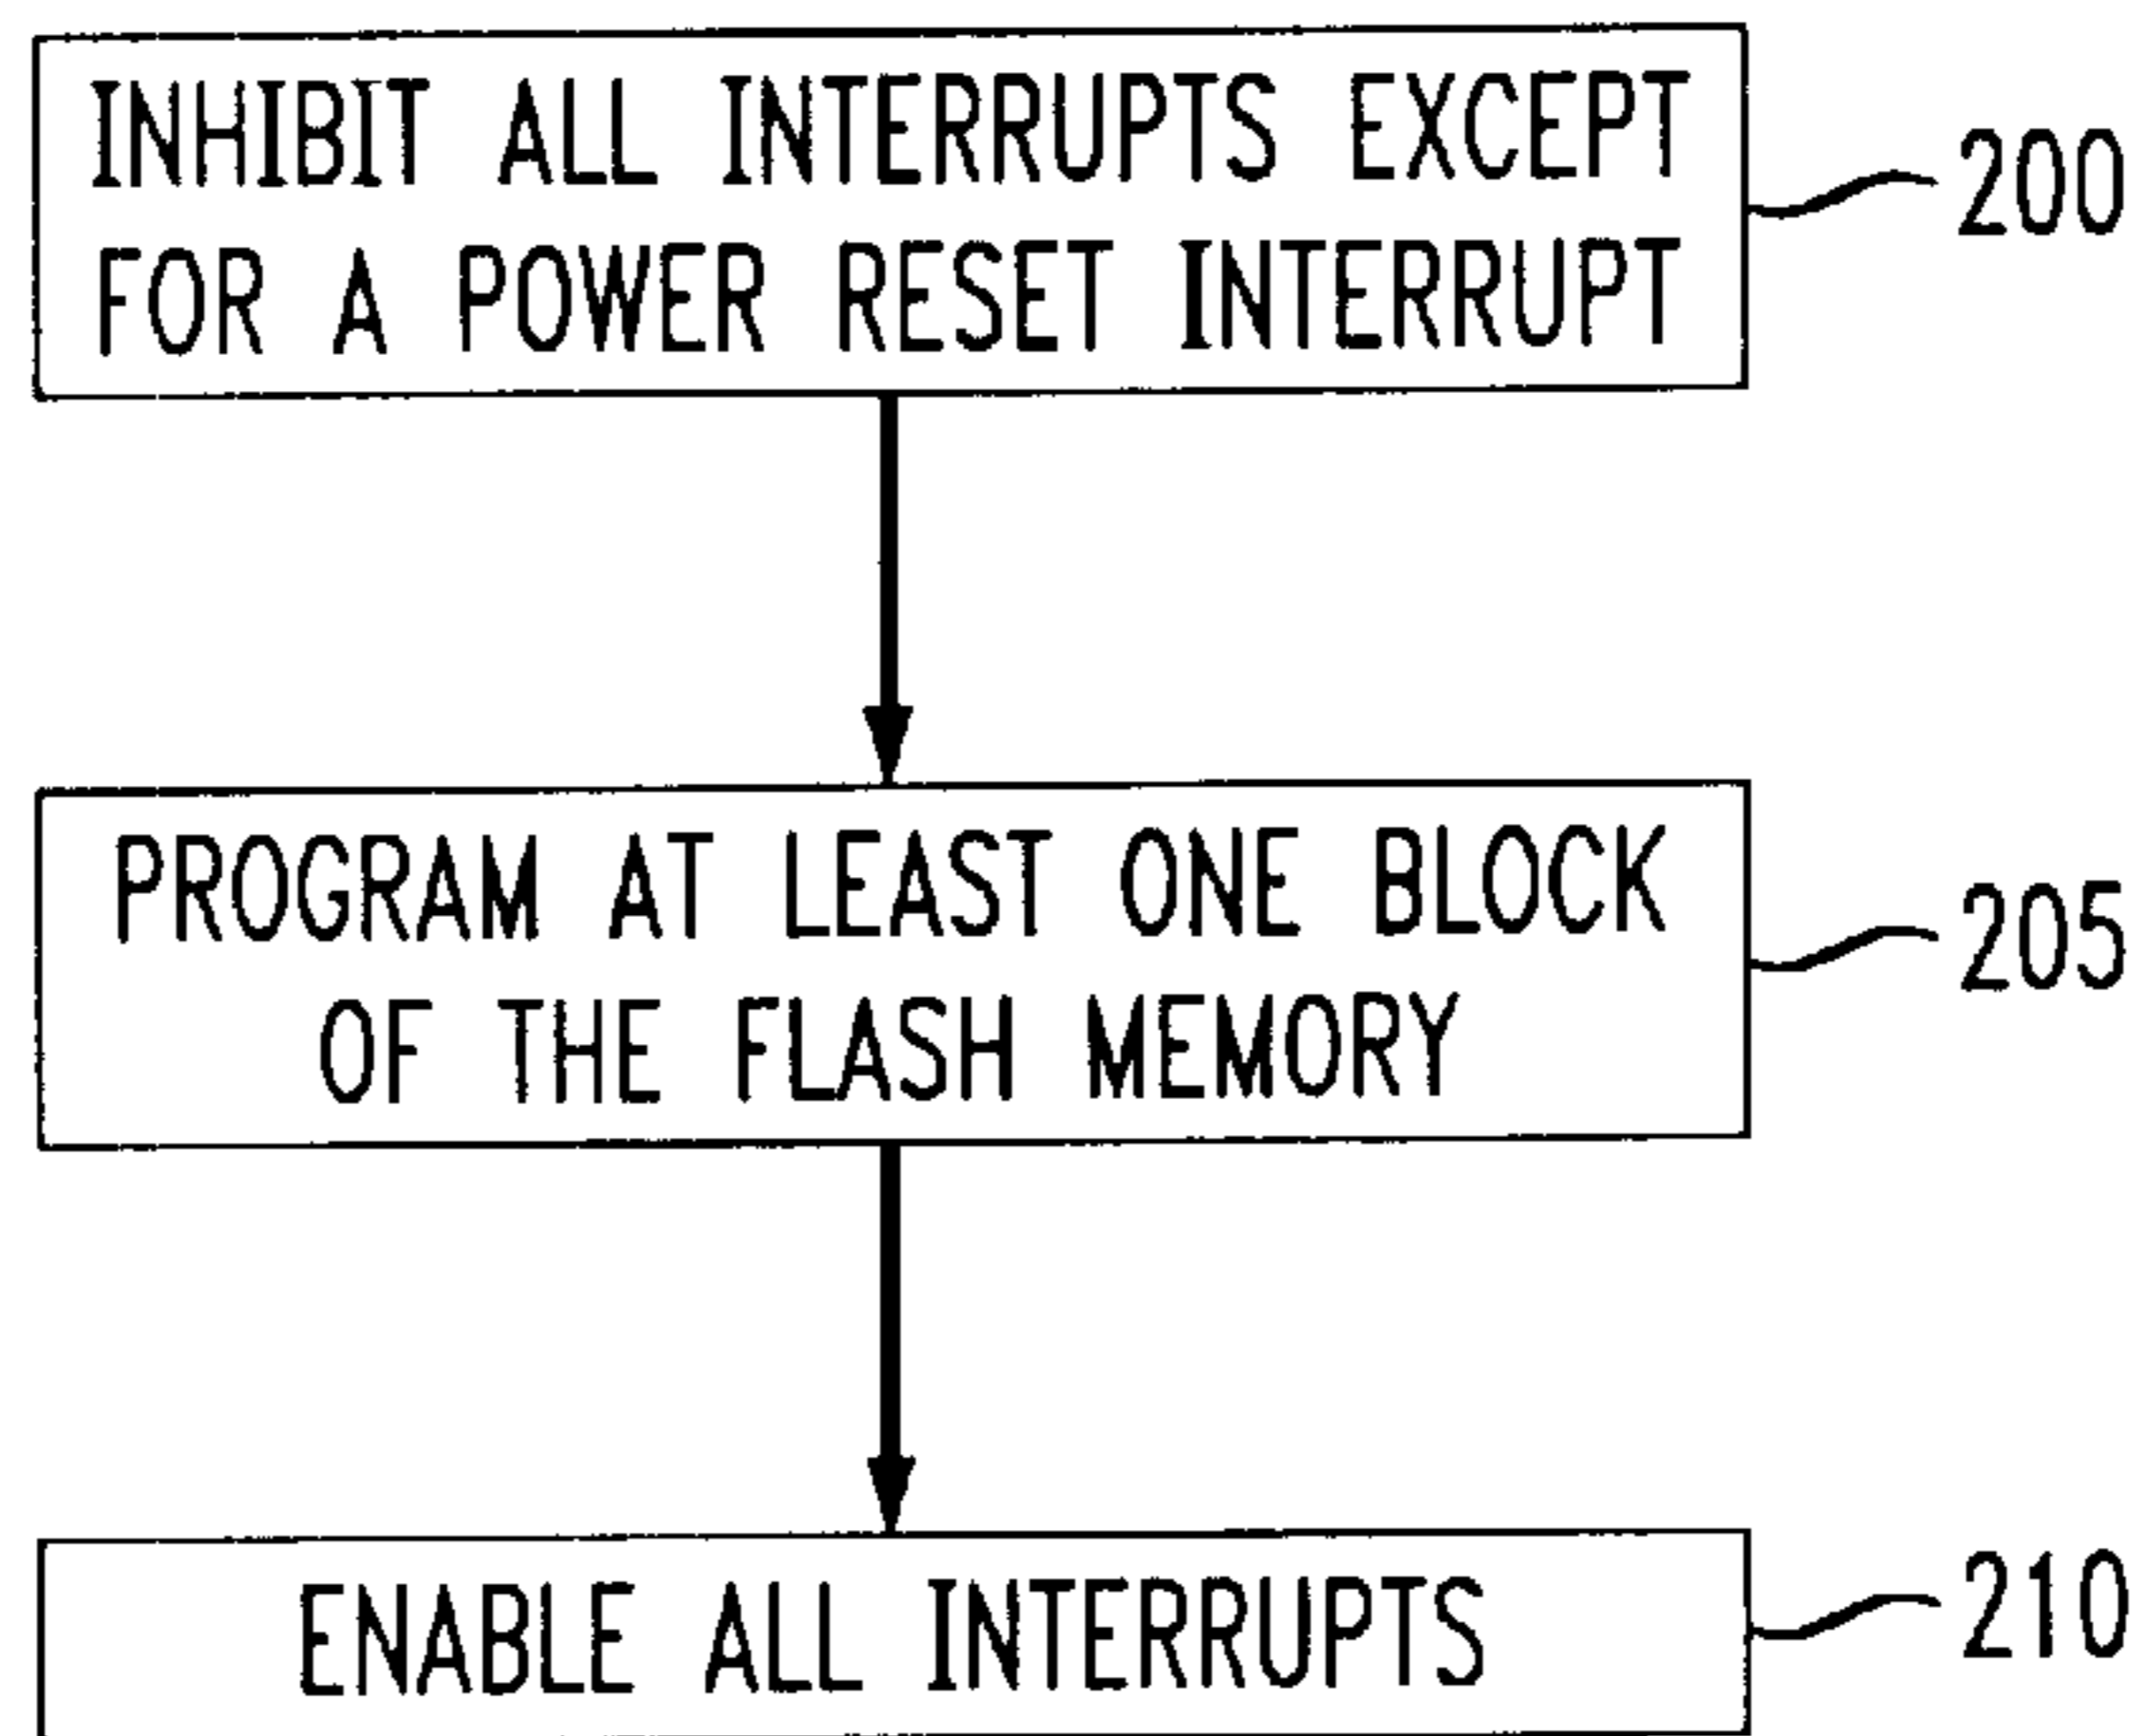 INHIBIT ALL INTERRUPTS EXCEPT
FOR A POWER RESET INTERRUPT
200
PROGRAM AT LEAST ONE BLOCK
OF THE FLASH MEMORY
205
ENABLE ALL INTERRUPTS
210